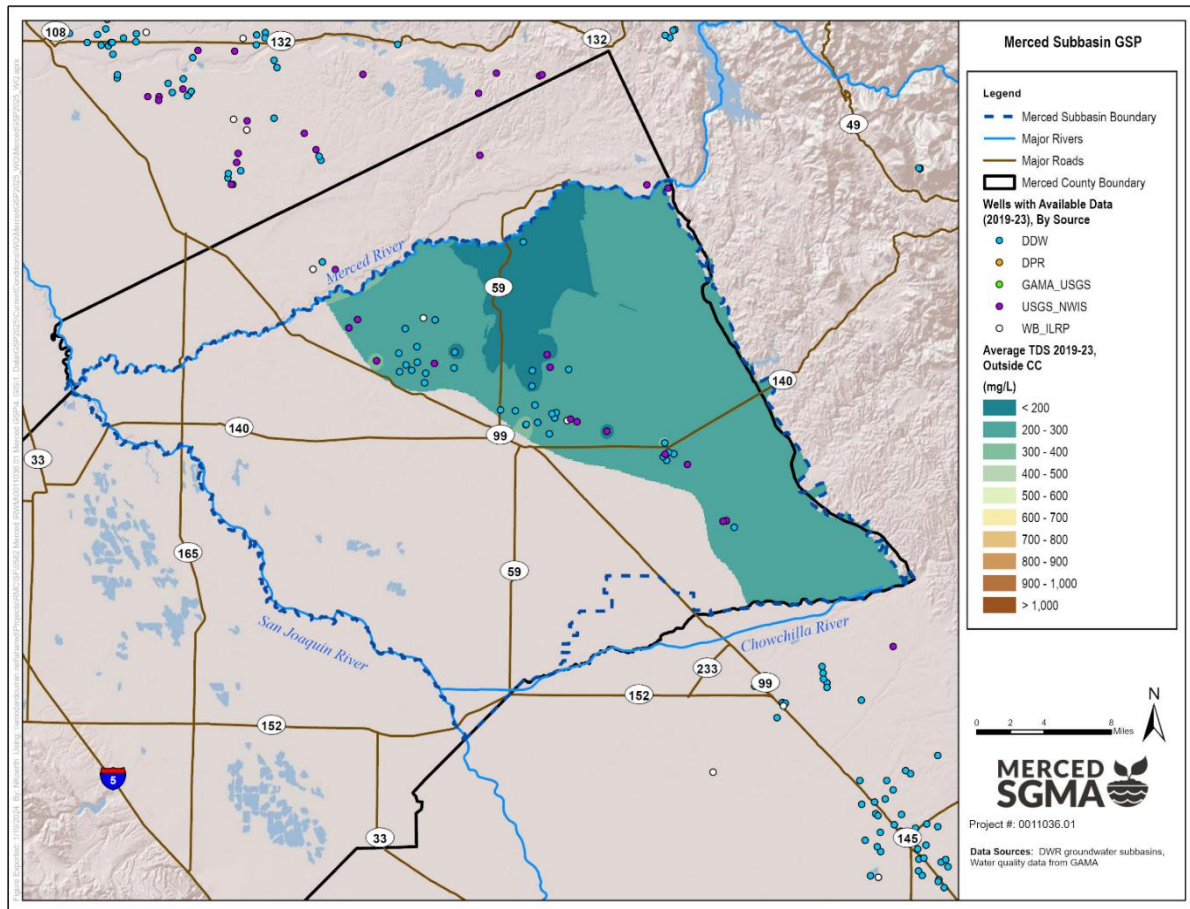 108
132
132
49
Merced River
59
140
99
140
33
165
59
San Joaquin River
Chowchilla River
233
99
152
152
5
33
145
Merced Subbasin GSP
Legend
Merced Subbasin Boundary
Major Rivers
Major Roads
Merced County Boundary
Wells with Available Data
(2019-23), By Source
DDW
DPR
GAMA_USGS
USGS_NWIS
WB_ILRP
Average TDS 2019-23,
Outside CC
(mg/L)
< 200
200 - 300
300 - 400
400 - 500
500 - 600
600 - 700
700 - 800
800 - 900
900 - 1,000
> 1,000
N
0 2 4 8
Miles
MERCED
SGMA
Project #: 0011036.01
Data Sources: DWR groundwater subbasins,
Water quality data from GAMA